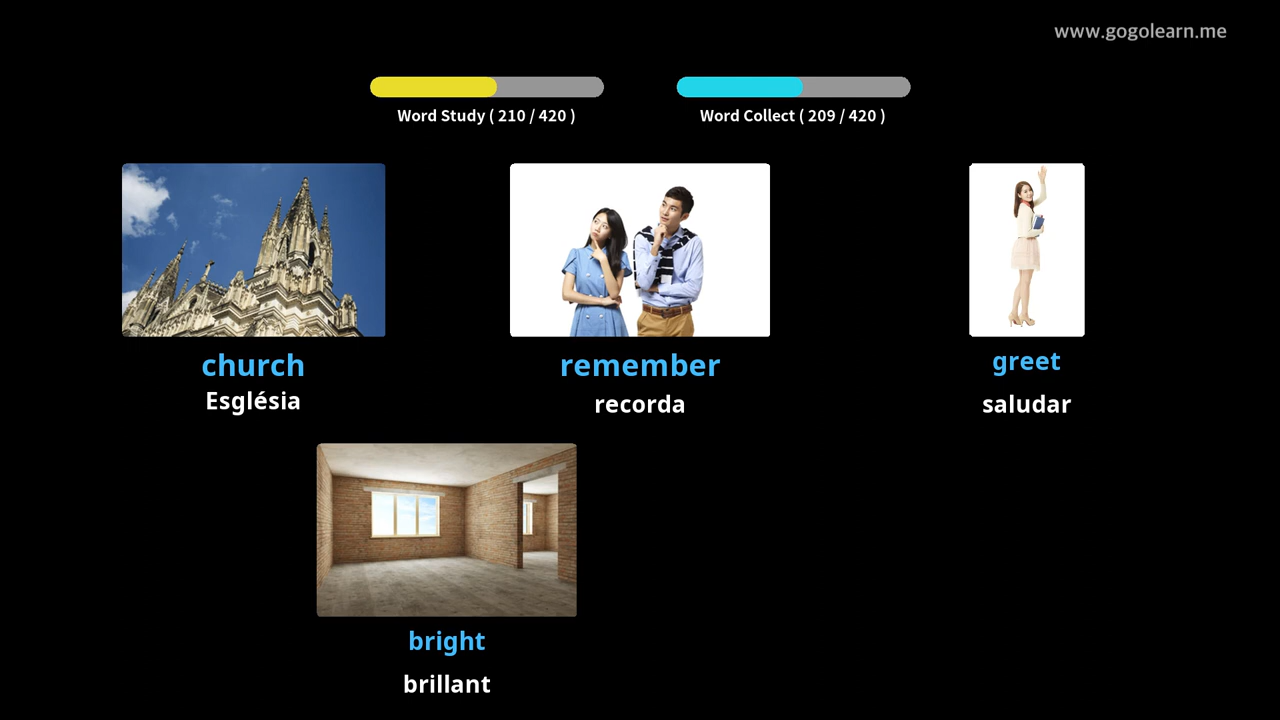 www.gogolearn.me
Word Study ( 210 / 420 )
Word Collect ( 209 / 420 )
church
Església
remember
recorda
greet
saludar
bright
brillant